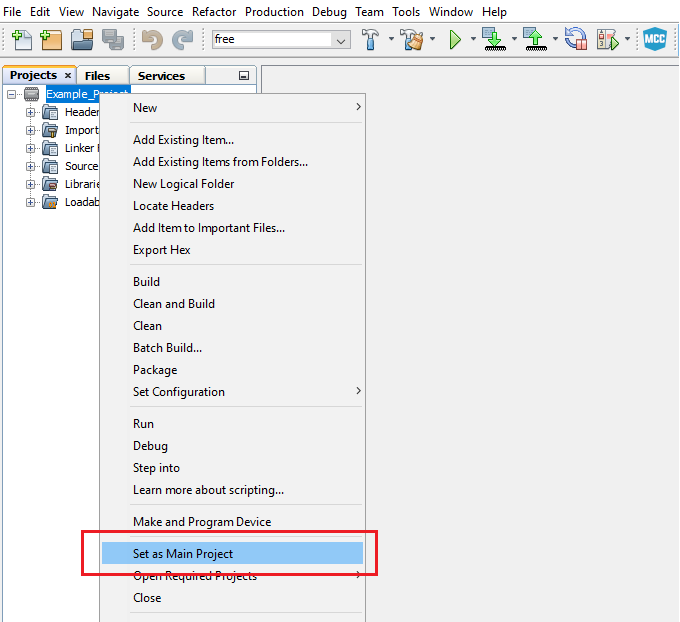 File Edit View Navigate Source Refactor Production Debug Team Tools Window Help
free
MCC
Projects × Files Services
Example_Project
New
Header
Add Existing Item...
Import
Linker
Add Existing Items from Folders...
Source
New Logical Folder
Librarie
Locate Headers
Loadab
Add Item to Important Files...
Export Hex
Build
Clean and Build
Clean
Batch Build...
Package
Set Configuration
Run
Debug
Step into
Learn more about scripting...
Make and Program Device
Set as Main Project
Open Required Projects
Close